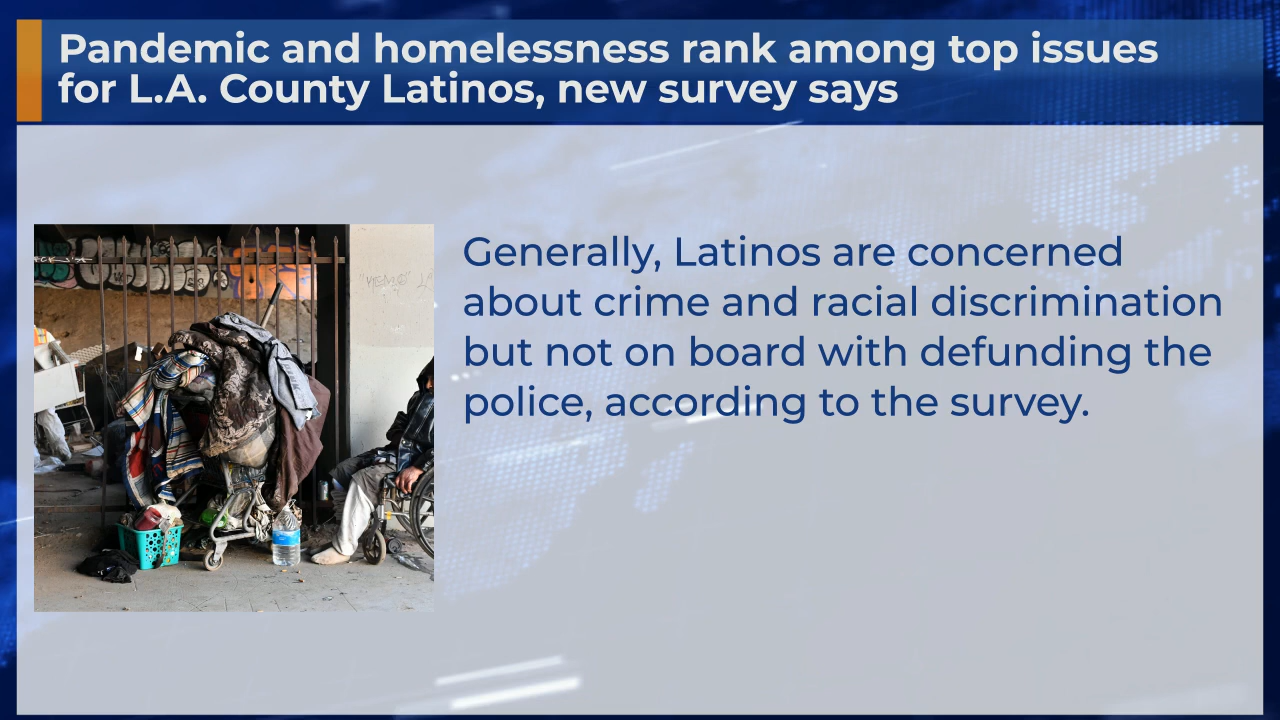 Pandemic and homelessness rank among top issues
for L.A. County Latinos, new survey says
Generally, Latinos are concerned
about crime and racial discrimination
but not on board with defunding the
police, according to the survey.